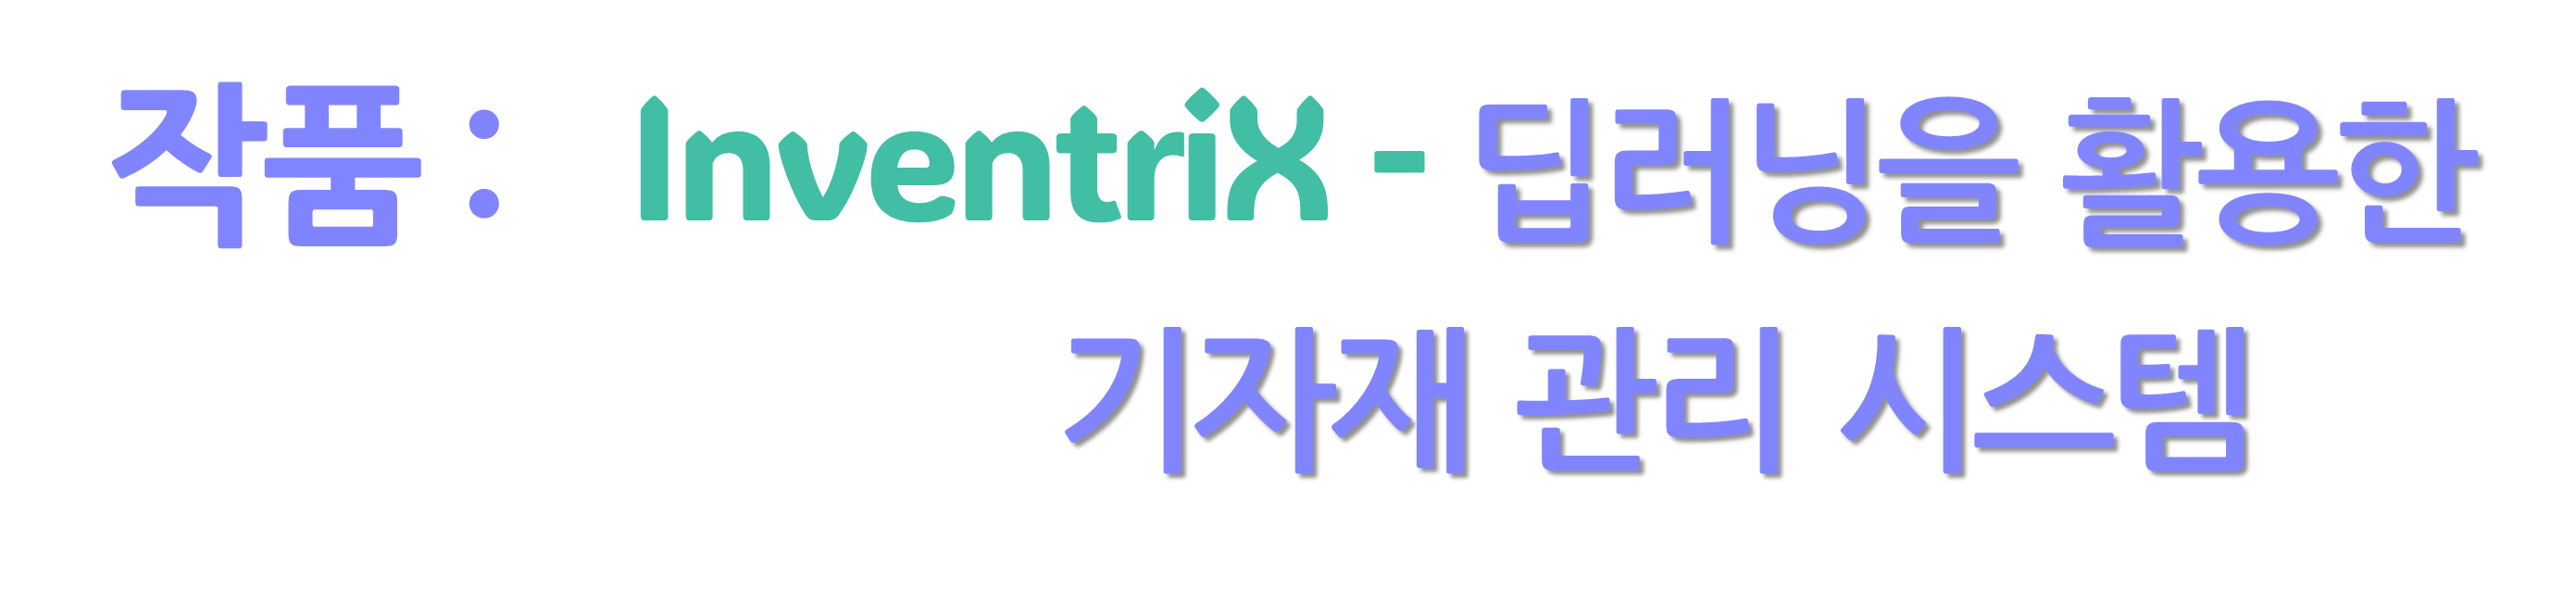 작품 : InventriX - 딥러닝을 활용한
기자재 관리 시스템